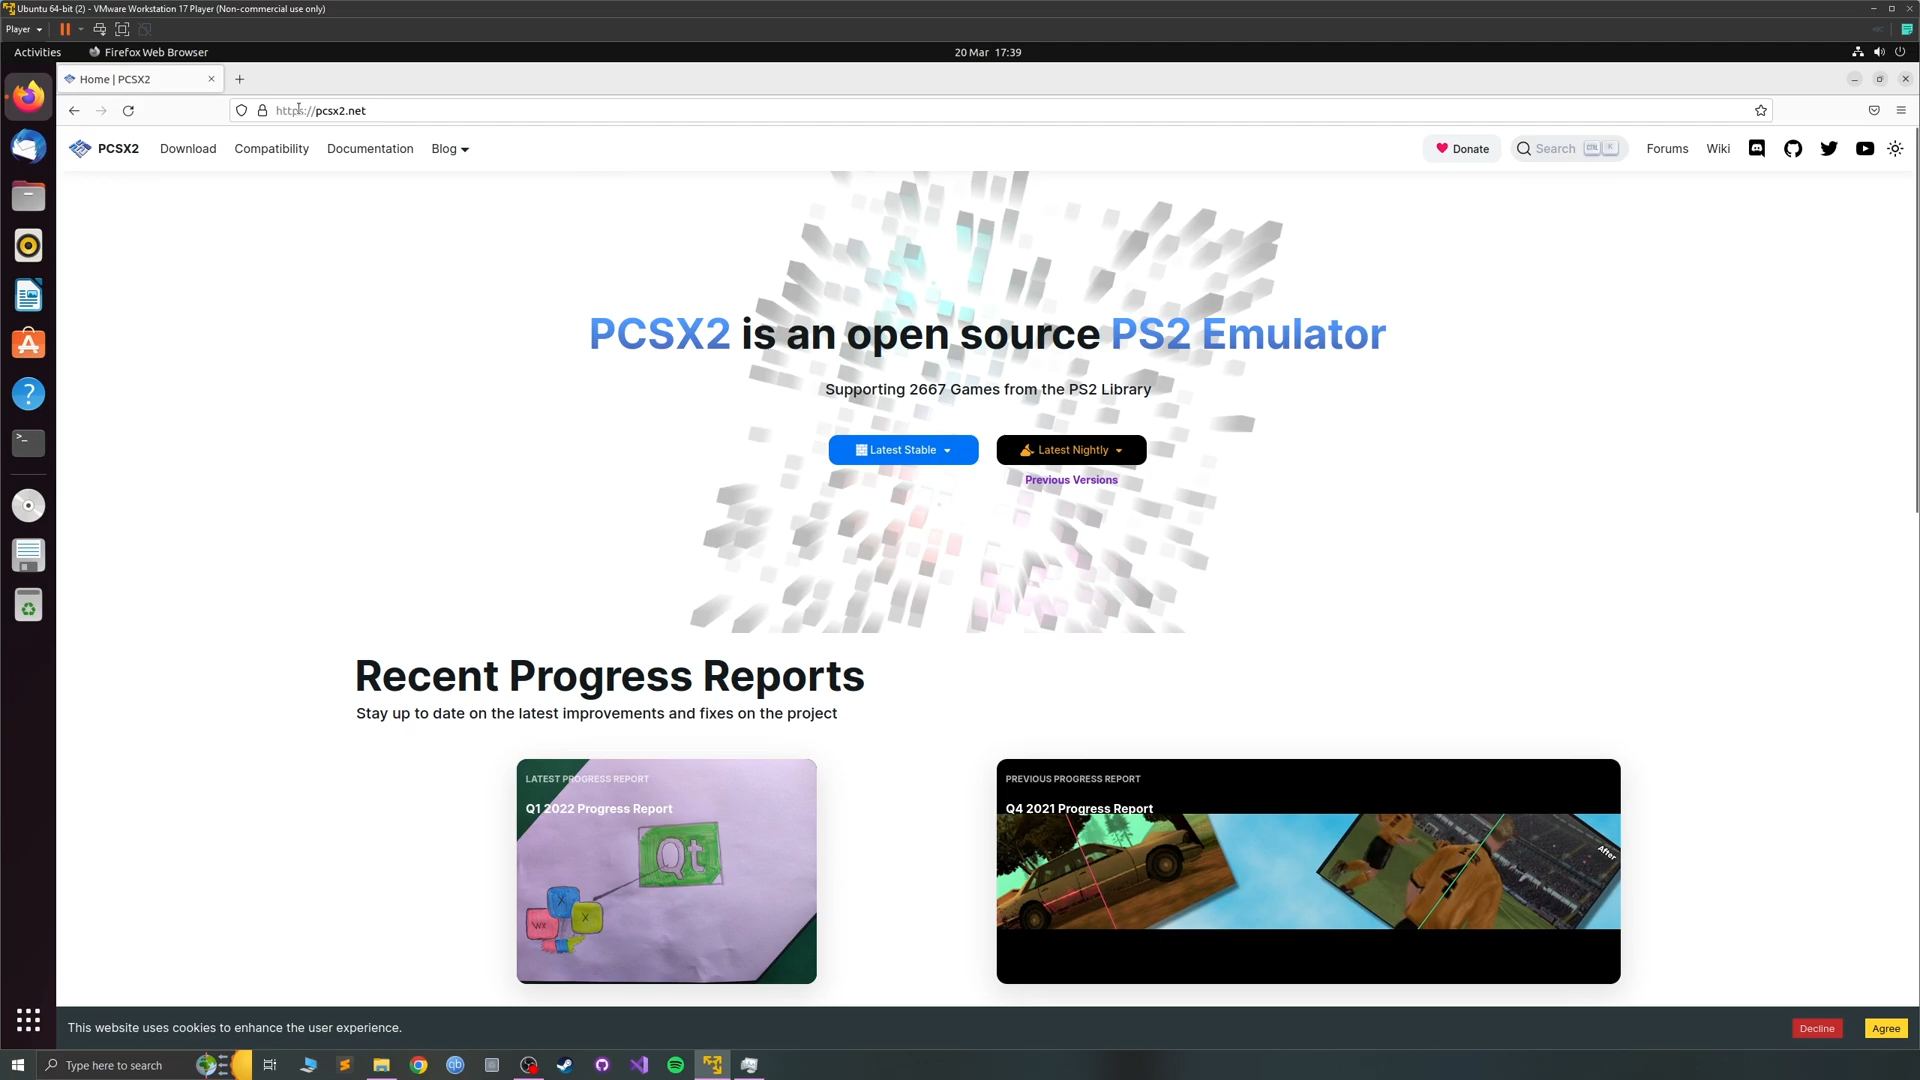 Ubuntu 64-bit (2) - VMware Workstation 17 Player (Non-commercial use only)
Player
Activities
Firefox Web Browser
20 Mar 17:39
Home | PCSX2
https://pcsx2.net
PCSX2
Download
Compatibility
Documentation
Blog
Donate
Search
CTRL
K
Forums
Wiki
PCSX2 is an open source PS2 Emulator
Supporting 2667 Games from the PS2 Library
Latest Stable
Latest Nightly
Previous Versions
Recent Progress Reports
Stay up to date on the latest improvements and fixes on the project
LATEST PROGRESS REPORT
Q1 2022 Progress Report
Qt
X
WX
X
PREVIOUS PROGRESS REPORT
Q4 2021 Progress Report
After
This website uses cookies to enhance the user experience.
Decline
Agree
Type here to search
qb